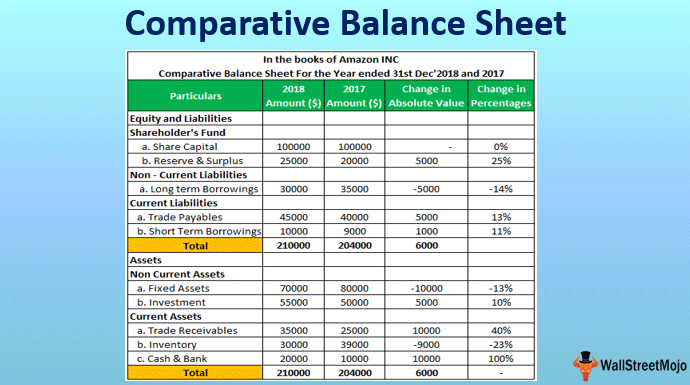 Comparative Balance Sheet
In the books of Amazon INC
Comparative Balance Sheet For the Year ended 31st Dec'2018 and 2017
Particulars 2018 Amount ($) 2017 Amount ($) Change in Absolute Value Change in Percentages
Equity and Liabilities
Shareholder's Fund
a. Share Capital 100000 100000 - 0%
b. Reserve & Surplus 25000 20000 5000 25%
Non - Current Liabilities
a. Long term Borrowings 30000 35000 -5000 -14%
Current Liabilities
a. Trade Payables 45000 40000 5000 13%
b. Short Term Borrowings 10000 9000 1000 11%
Total 210000 204000 6000
Assets
Non Current Assets
a. Fixed Assets 70000 80000 -10000 -13%
b. Investment 55000 50000 5000 10%
Current Assets
a. Trade Receivables 35000 25000 10000 40%
b. Inventory 30000 39000 -9000 -23%
c. Cash & Bank 20000 10000 10000 100%
Total 210000 204000 6000 -
WallStreetMojo